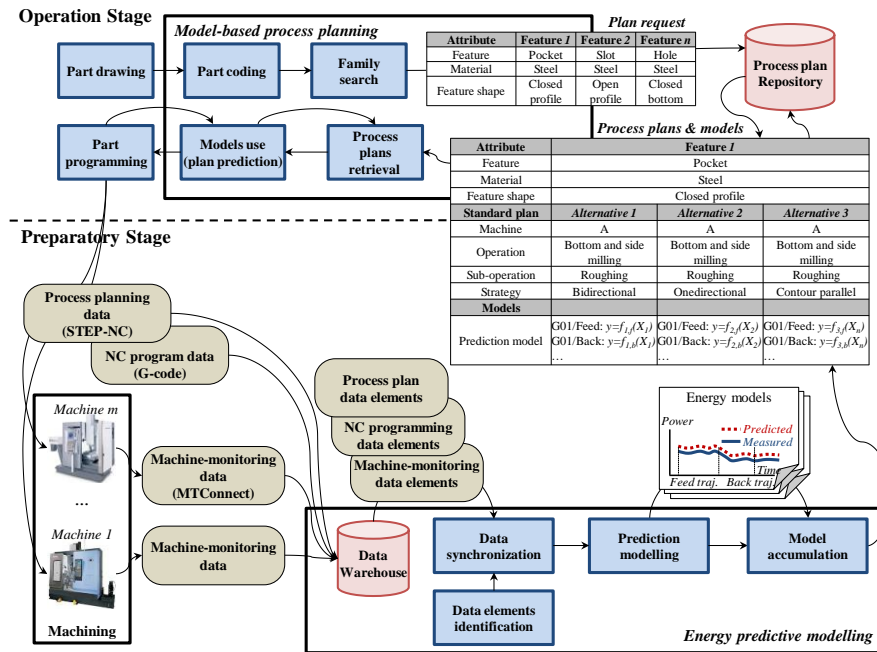 Operation Stage
Model-based process planning
Part drawing
Part coding
Family
search
Plan request
Attribute Feature 1 Feature 2 Feature n
Feature Pocket Slot Hole
Material Steel Steel Steel
Feature shape Closed profile Open profile Closed bottom
Process plan
Repository
Part
programming
Models use
(plan prediction)
Process
plans
retrieval
Process plans & models
Attribute Feature 1
Feature Pocket
Material Steel
Feature shape Closed profile
Standard plan Alternative 1 Alternative 2 Alternative 3
Machine A A A
Operation Bottom and side milling Bottom and side milling Bottom and side milling
Sub-operation Roughing Roughing Roughing
Strategy Bidirectional Onedirectional Contour parallel
Models
Prediction model
G01/Feed: y=f1,f(X1) G01/Feed: y=f2,f(X2) G01/Feed: y=f3,f(Xn)
G01/Back: y=f1,b(X1) G01/Back: y=f2,b(X2) G01/Back: y=f3,b(Xn)
… … …
Preparatory Stage
Process planning
data
(STEP-NC)
NC program data
(G-code)
Machine m
…
Machine 1
Machining
Machine-monitoring
data
(MTConnect)
Machine-monitoring
data
Process plan
data elements
NC programming
data elements
Machine-monitoring
data elements
Data
Warehouse
Energy models
Power
Predicted
Measured
Time
Feed traj. Back traj.
Data
synchronization
Prediction
modelling
Model
accumulation
Data elements
identification
Energy predictive modelling